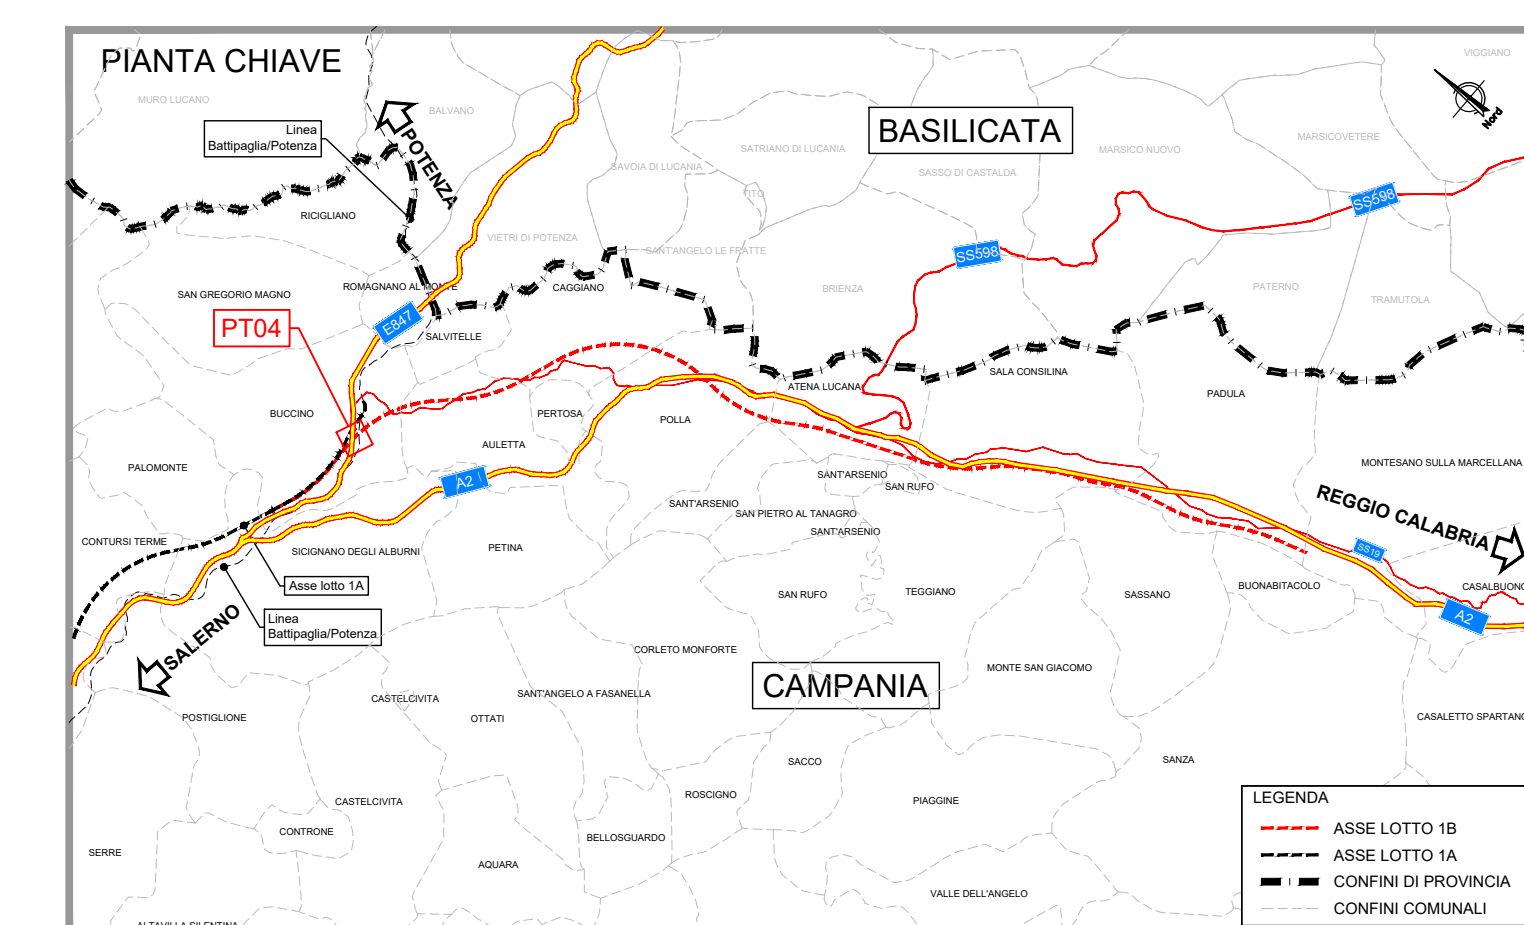 PIANTA CHIAVE
VIGGIANO
MURO LUCANO
BALVANO
Nord
Linea
Battipaglia/Potenza
POTENZA
BASILICATA
MARSICOVETERE
SATRIANO DI LUCANIA
MARSICO NUOVO
SAVOIA DI LUCANIA
SASSO DI CASTALDA
TITO
SS598
RICIGLIANO
VIETRI DI POTENZA
SANT'ANGELO LE FRATTE
SS598
ROMAGNANO AL MONTE
CAGGIANO
BRIENZA
PATERNO
TRAMUTOLA
SAN GREGORIO MAGNO
PT04
E847
SALVITELLE
SALA CONSILINA
ATENA LUCANA
PADULA
BUCCINO
PERTOSA
POLLA
AULETTA
PALOMONTE
A2
SANT'ARSENIO
SAN RUFO
MONTESANO SULLA MARCELLANA
SANT'ARSENIO
SAN PIETRO AL TANAGRO
SANT'ARSENIO
REGGIO CALABRiA
CONTURSI TERME
SICIGNANO DEGLI ALBURNI
PETINA
SS19
Asse lotto 1A
SAN RUFO
TEGGIANO
SASSANO
BUONABITACOLO
CASALBUONO
A2
Linea
Battipaglia/Potenza
SALERNO
CORLETO MONFORTE
MONTE SAN GIACOMO
CAMPANIA
CASTELCIVITA
SANT'ANGELO A FASANELLA
POSTIGLIONE
OTTATI
CASALETTO SPARTANO
SACCO
SANZA
CASTELCIVITA
ROSCIGNO
PIAGGINE
CONTRONE
BELLOSGUARDO
SERRE
AQUARA
VALLE DELL'ANGELO
ALTAVILLA SILENTINA
LEGENDA
ASSE LOTTO 1B
ASSE LOTTO 1A
CONFINI DI PROVINCIA
CONFINI COMUNALI